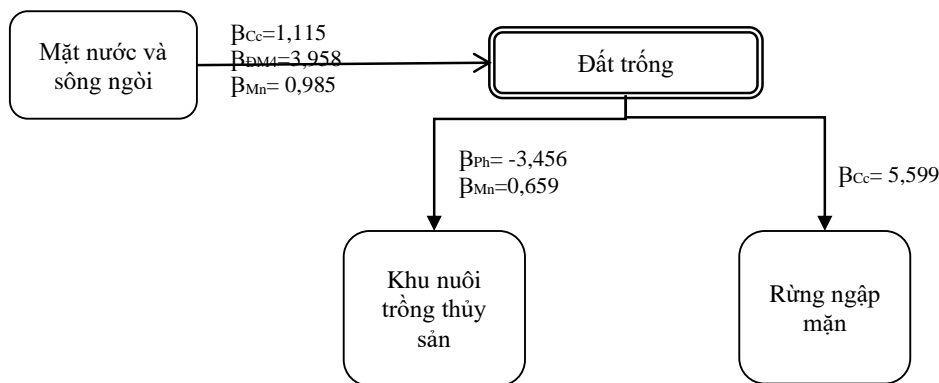 Mặt nước và
sông ngòi
βCc=1,115
βĐM4=3,958
βMn= 0,985
Đất trống
βPh= -3,456
βMn=0,659
βCc= 5,599
Khu nuôi
trồng thủy
sản
Rừng ngập
mặn